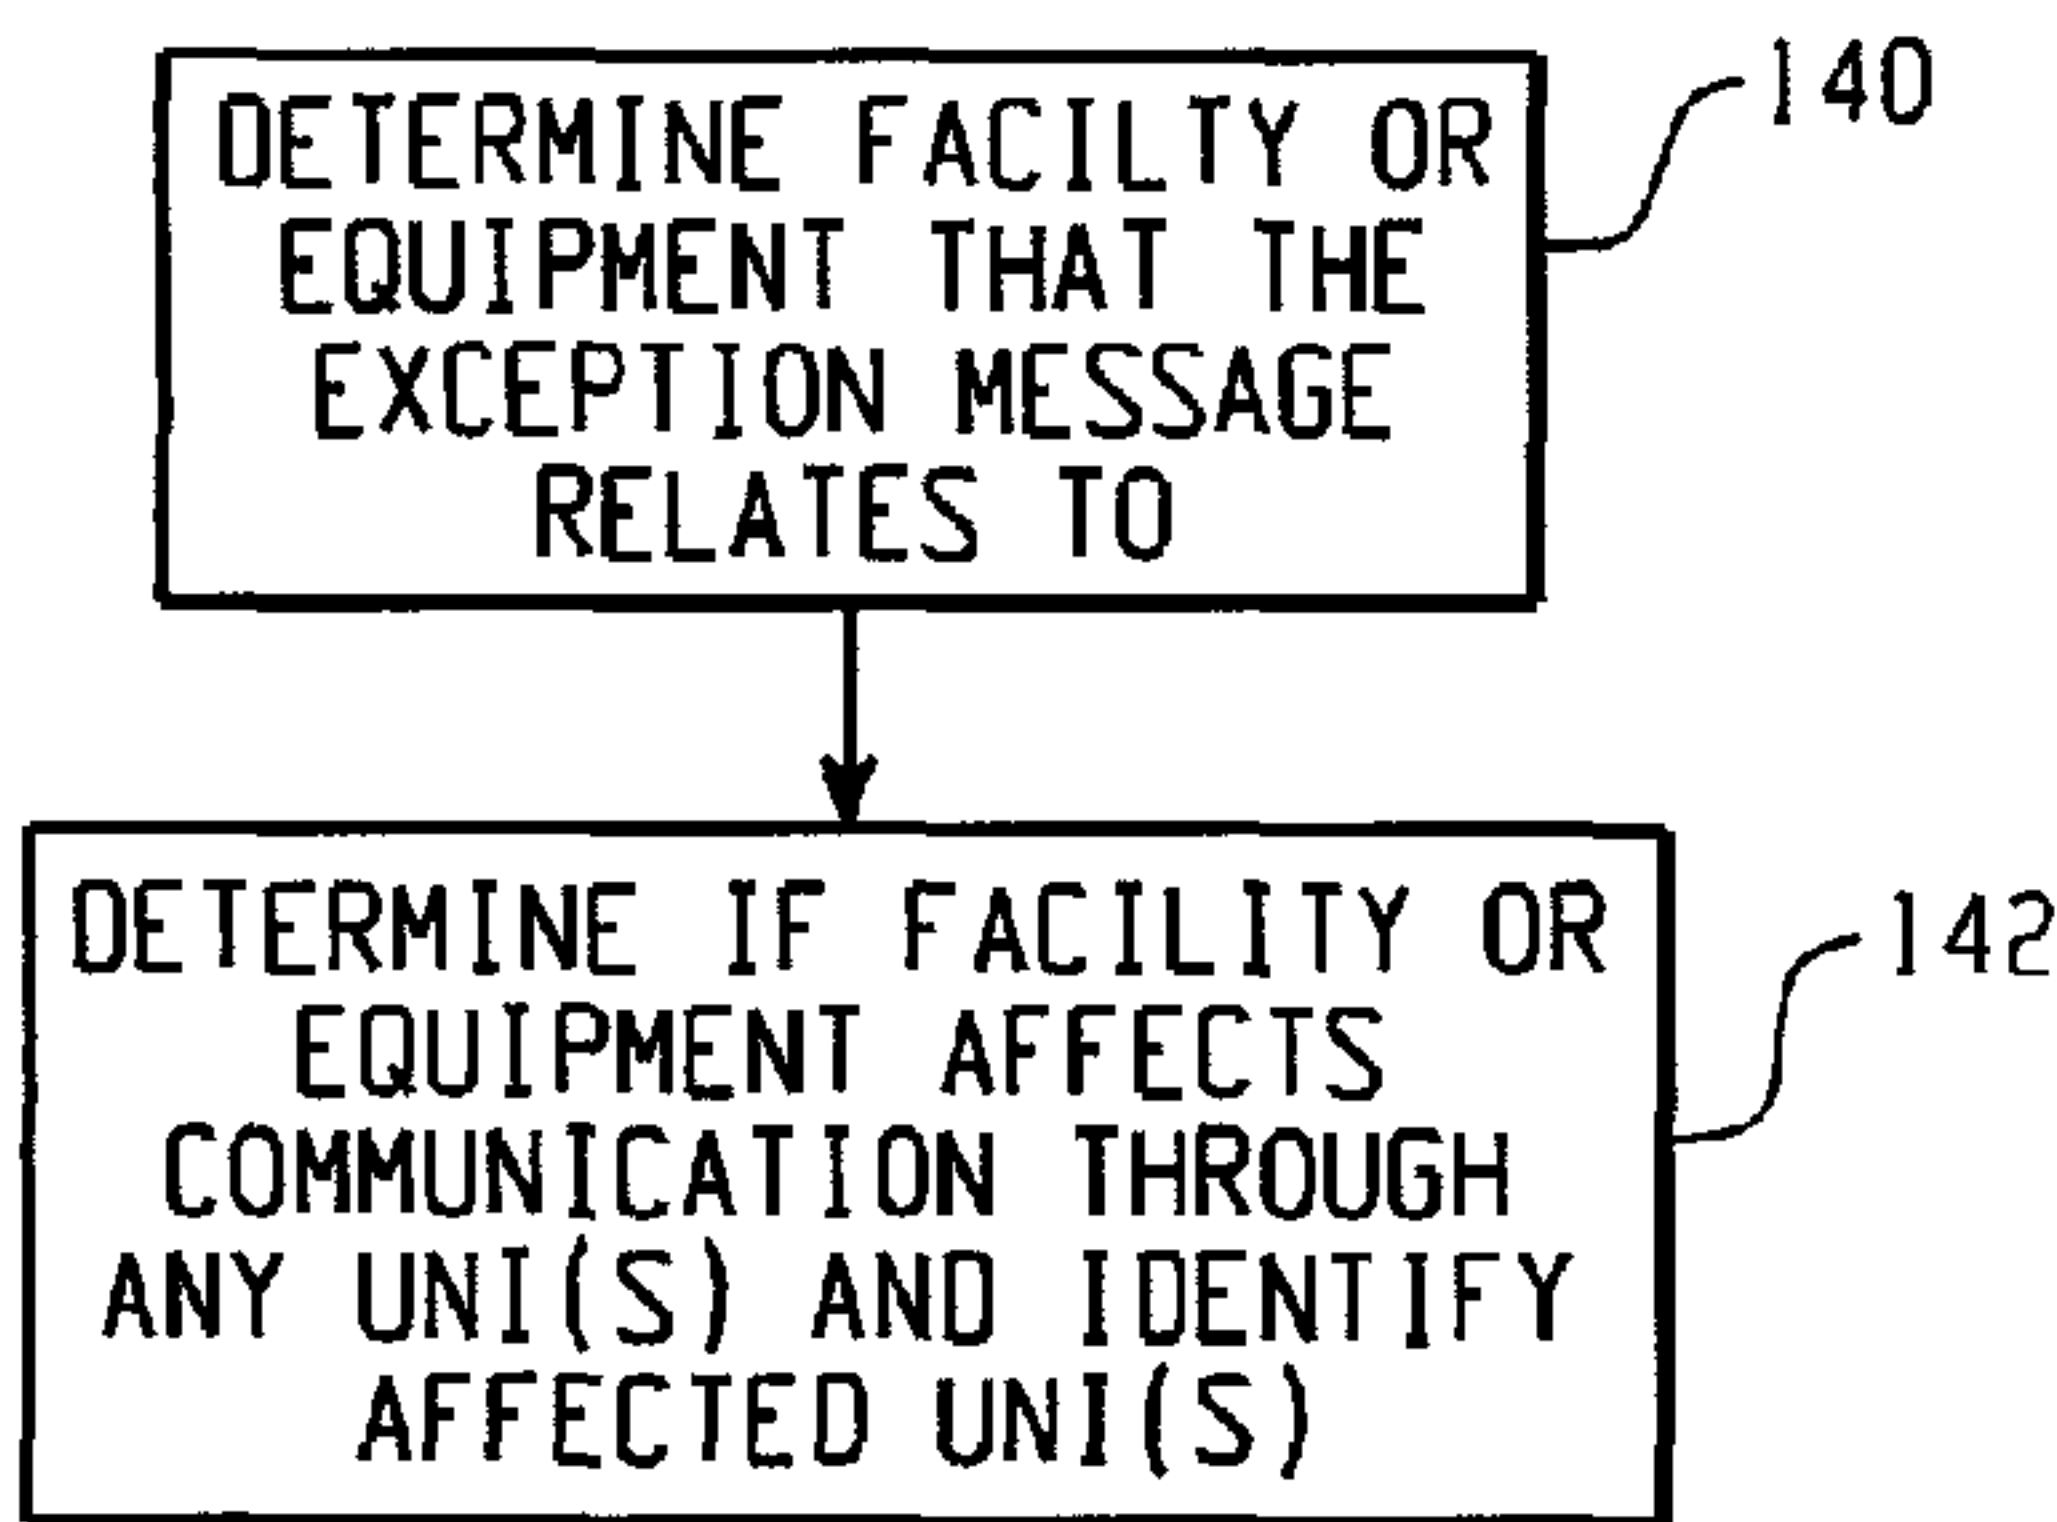 DETERMINE FACILTY OR
EQUIPMENT THAT THE
EXCEPTION MESSAGE
RELATES TO
140
DETERMINE IF FACILITY OR
EQUIPMENT AFFECTS
COMMUNICATION THROUGH
ANY UNI(S) AND IDENTIFY
AFFECTED UNI(S)
142